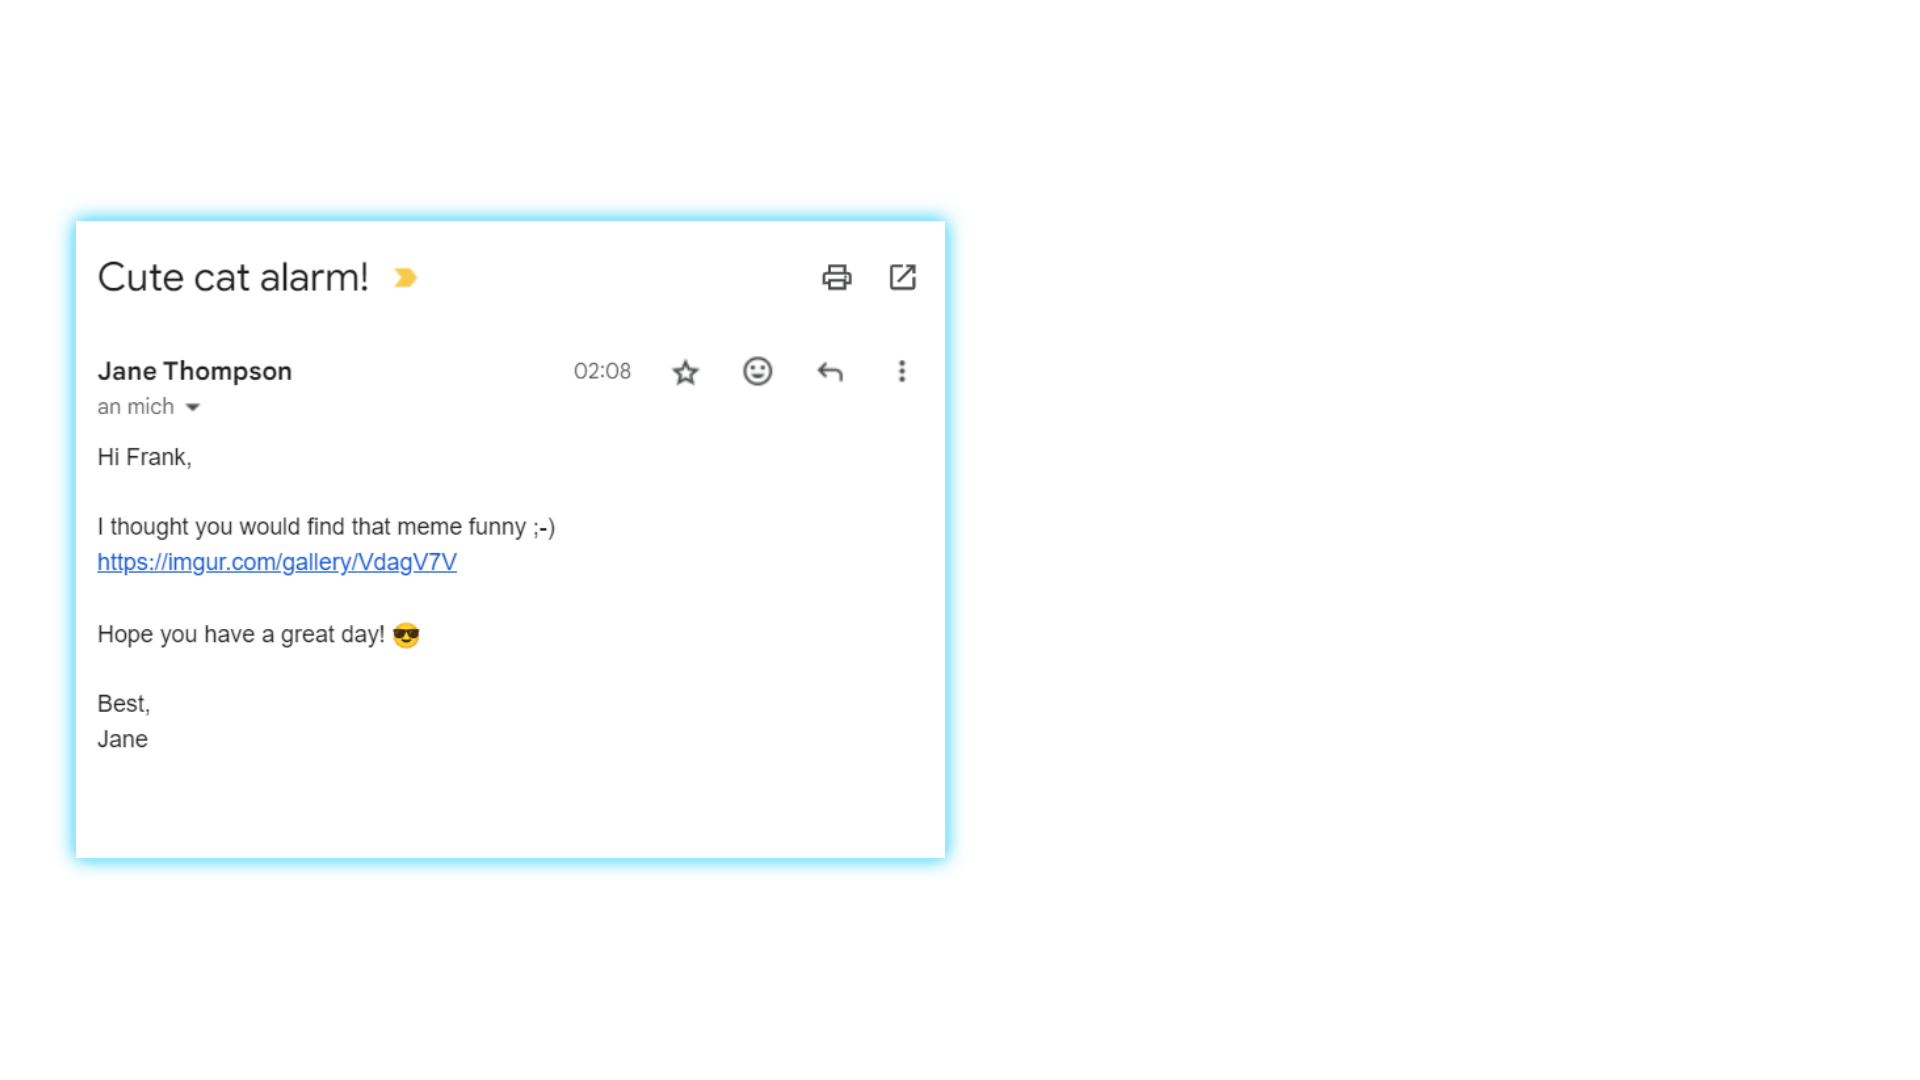 Cute cat alarm!
Jane Thompson 02:08
an mich
Hi Frank,
I thought you would find that meme funny ;-)
https://imgur.com/gallery/VdagV7V
Hope you have a great day! 😎
Best,
Jane